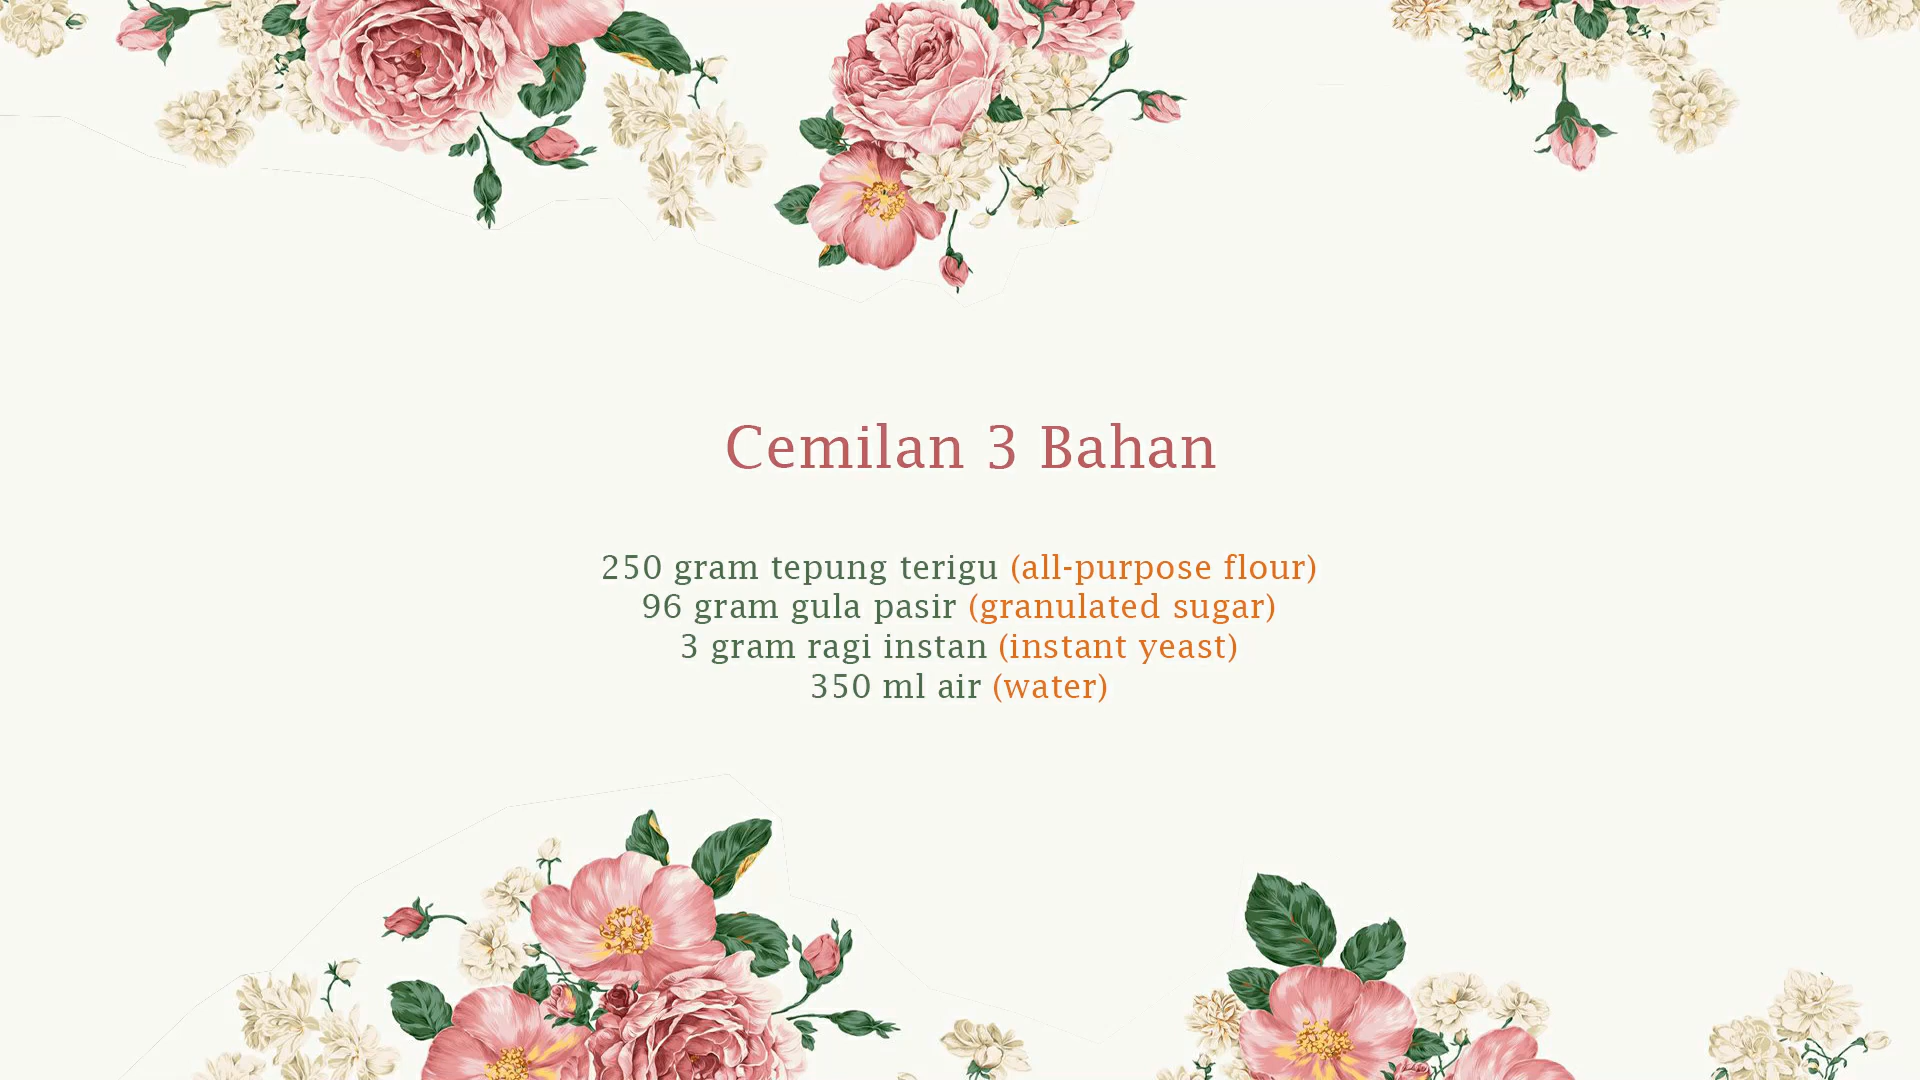 Cemilan 3 Bahan
250 gram tepung terigu (all-purpose flour)
96 gram gula pasir (granulated sugar)
3 gram ragi instan (instant yeast)
350 ml air (water)